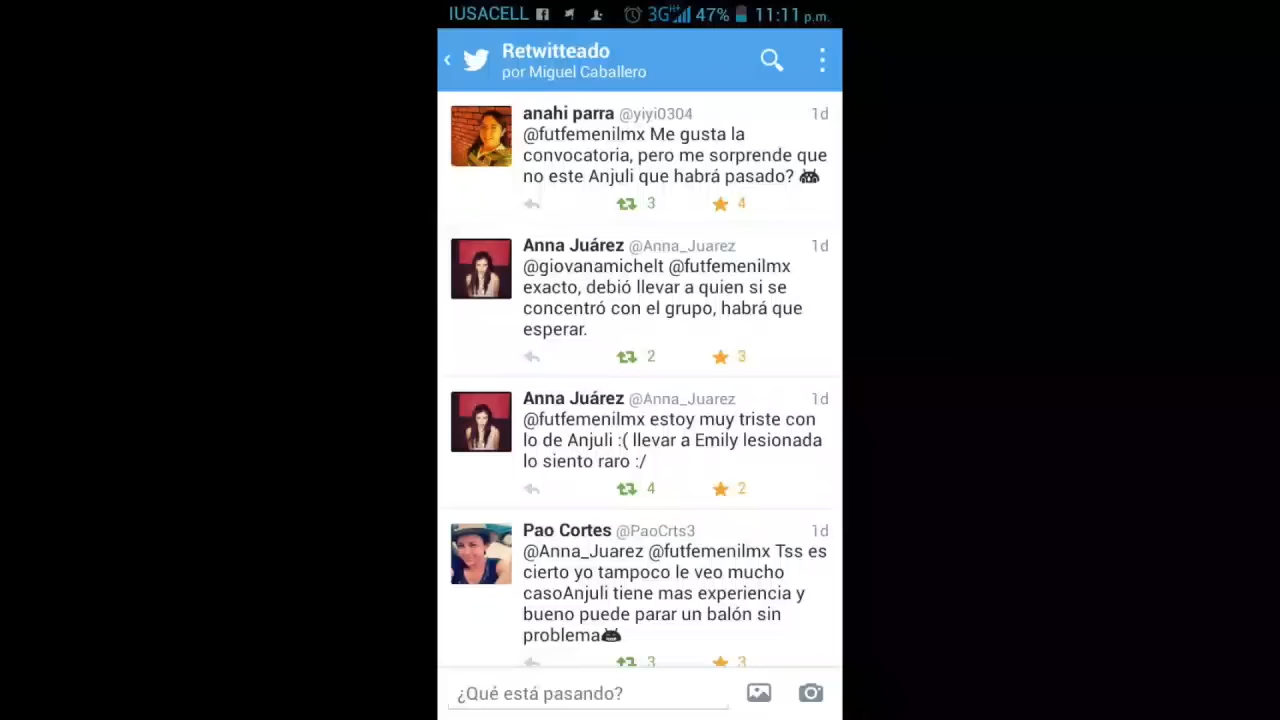 IUSACELL 3G H+ 47% 11:11 p.m.
Retwitteado
por Miguel Caballero
anahi parra @yiyi0304 1d
@futfemenilmx Me gusta la
convocatoria, pero me sorprende que
no este Anjuli que habrá pasado?
3 4
Anna Juárez @Anna_Juarez 1d
@giovanamichelt @futfemenilmx
exacto, debió llevar a quien si se
concentró con el grupo, habrá que
esperar.
2 3
Anna Juárez @Anna_Juarez 1d
@futfemenilmx estoy muy triste con
lo de Anjuli :( llevar a Emily lesionada
lo siento raro :/
4 2
Pao Cortes @PaoCrts3 1d
@Anna_Juarez @futfemenilmx Tss es
cierto yo tampoco le veo mucho
casoAnjuli tiene mas experiencia y
bueno puede parar un balón sin
problema
3 3
¿Qué está pasando?